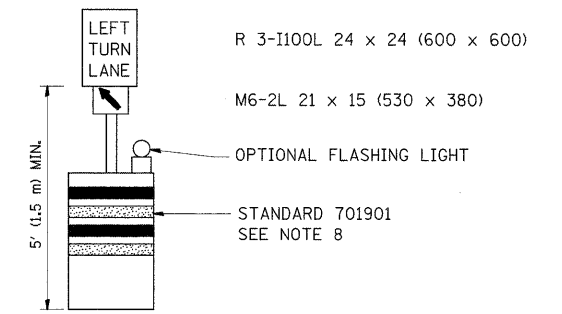 LEFT
TURN
LANE
R 3-I100L 24 x 24 (600 x 600)
M6-2L 21 x 15 (530 x 380)
OPTIONAL FLASHING LIGHT
5' (1.5 m) MIN.
STANDARD 701901
SEE NOTE 8